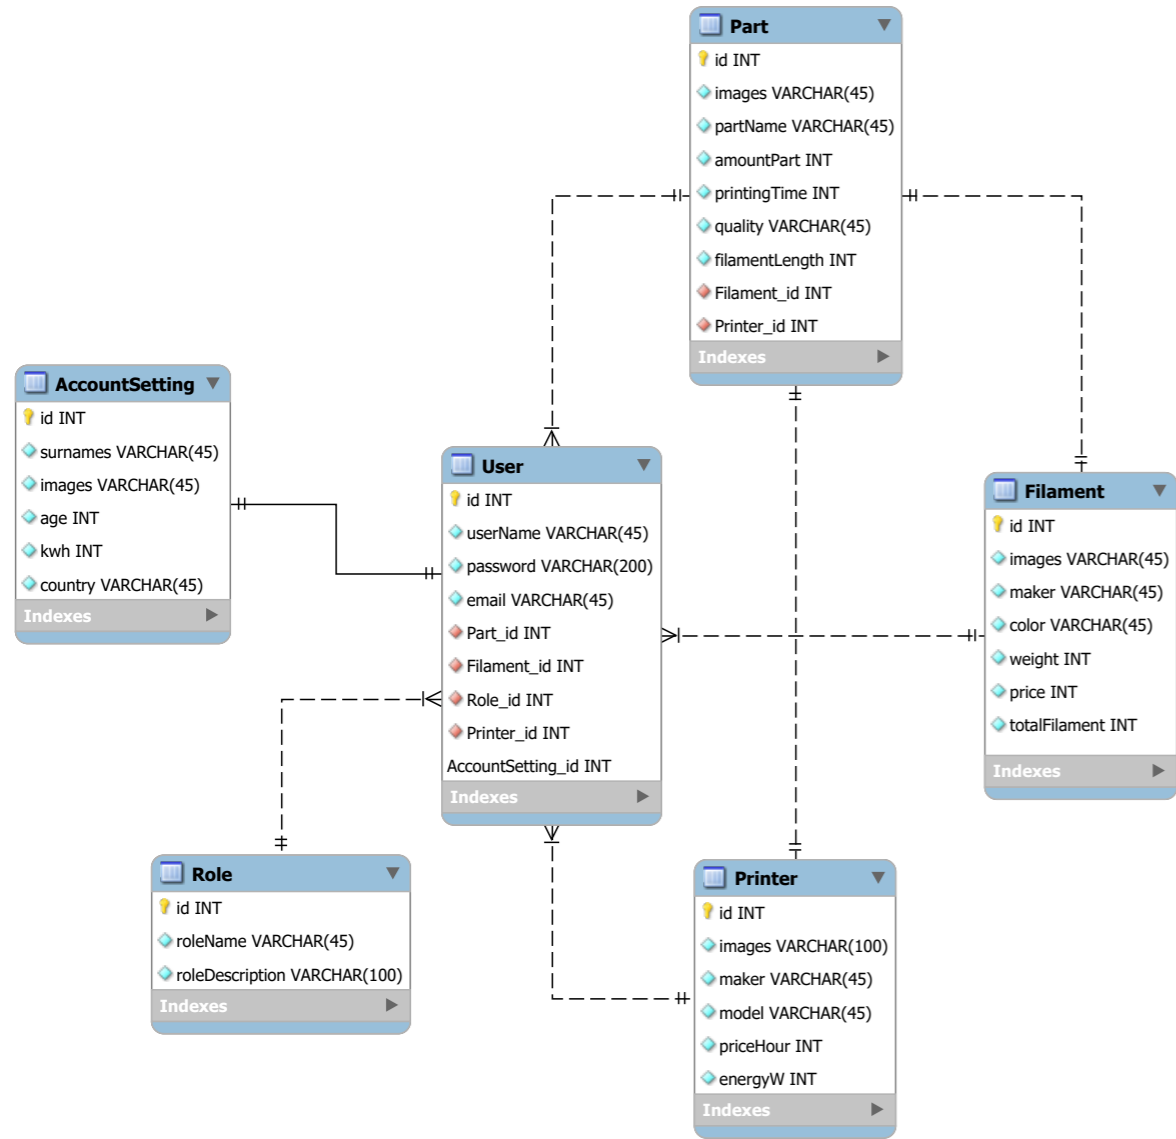 Part
id INT
images VARCHAR(45)
partName VARCHAR(45)
amountPart INT
printingTime INT
quality VARCHAR(45)
filamentLength INT
Filament_id INT
Printer_id INT
Indexes
AccountSetting
id INT
surnames VARCHAR(45)
images VARCHAR(45)
age INT
kwh INT
country VARCHAR(45)
Indexes
User
id INT
userName VARCHAR(45)
password VARCHAR(200)
email VARCHAR(45)
Part_id INT
Filament_id INT
Role_id INT
Printer_id INT
AccountSetting_id INT
Indexes
Filament
id INT
images VARCHAR(45)
maker VARCHAR(45)
color VARCHAR(45)
weight INT
price INT
totalFilament INT
Indexes
Role
id INT
roleName VARCHAR(45)
roleDescription VARCHAR(100)
Indexes
Printer
id INT
images VARCHAR(100)
maker VARCHAR(45)
model VARCHAR(45)
priceHour INT
energyW INT
Indexes